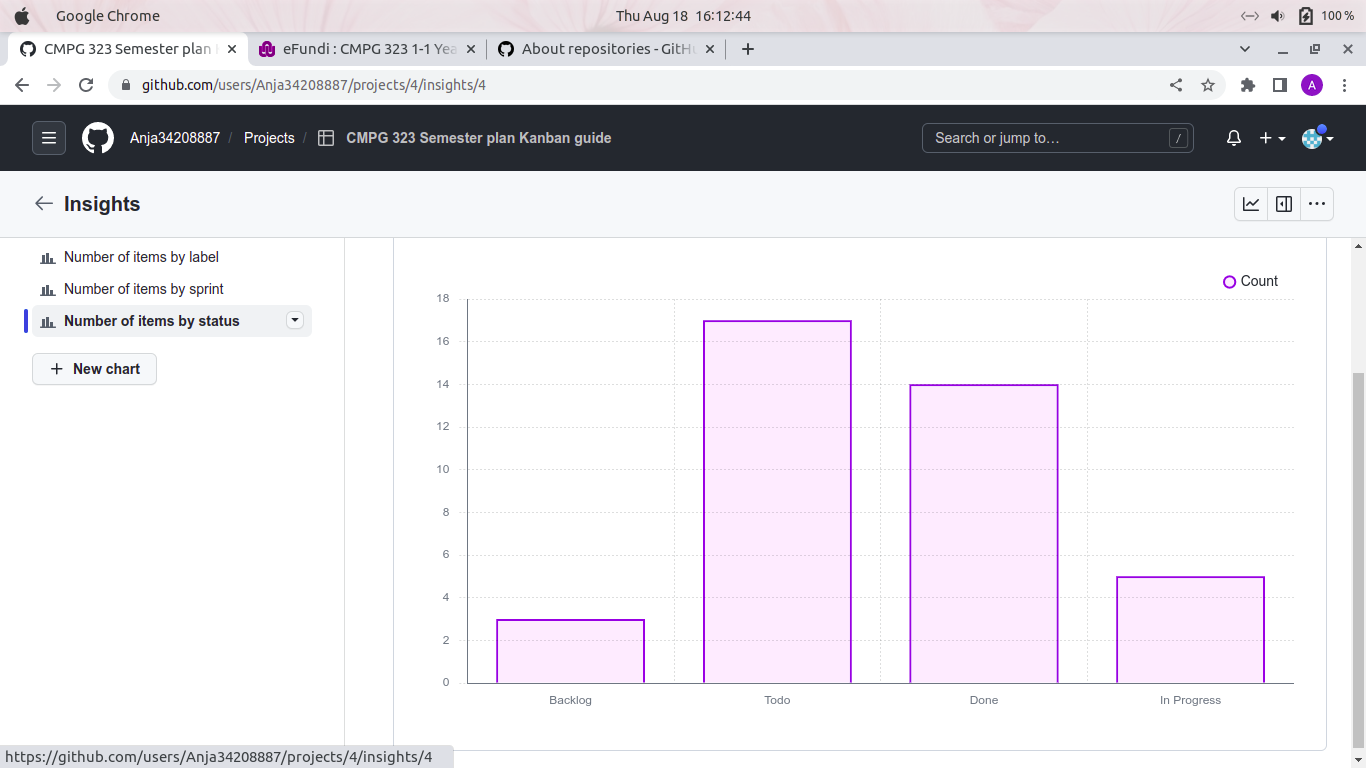 Google Chrome
Thu Aug 18 16:12:44
100 %
CMPG 323 Semester plan
eFundi : CMPG 323 1-1 Yea
About repositories - GitH
github.com/users/Anja34208887/projects/4/insights/4
A
Anja34208887 / Projects / CMPG 323 Semester plan Kanban guide
Search or jump to… /
Insights
Number of items by label
Number of items by sprint
Number of items by status
New chart
Count
18
16
14
12
10
8
6
4
2
0
Backlog
Todo
Done
In Progress
https://github.com/users/Anja34208887/projects/4/insights/4